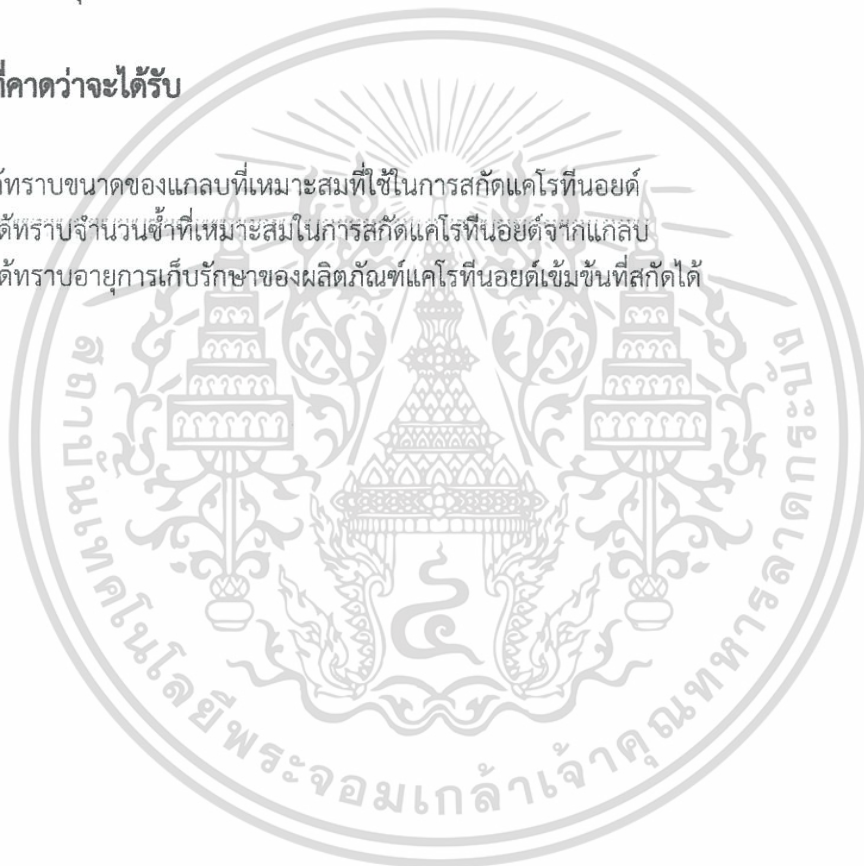 ที่คาดว่าจะได้รับ
ทราบขนาดของแกลบที่เหมาะสมที่ใช้ในการสกัดแคโรทีนอยด์
ได้ทราบจำนวนซ้ำที่เหมาะสมในการสกัดแคโรทีนอยด์จากแกลบ
ได้ทราบอายุการเก็บรักษาของผลิตภัณฑ์แคโรทีนอยด์เข้มข้นที่สกัดได้
สถาบันเทคโนโลยีพระจอมเกล้าเจ้าคุณทหารลาดกระบัง